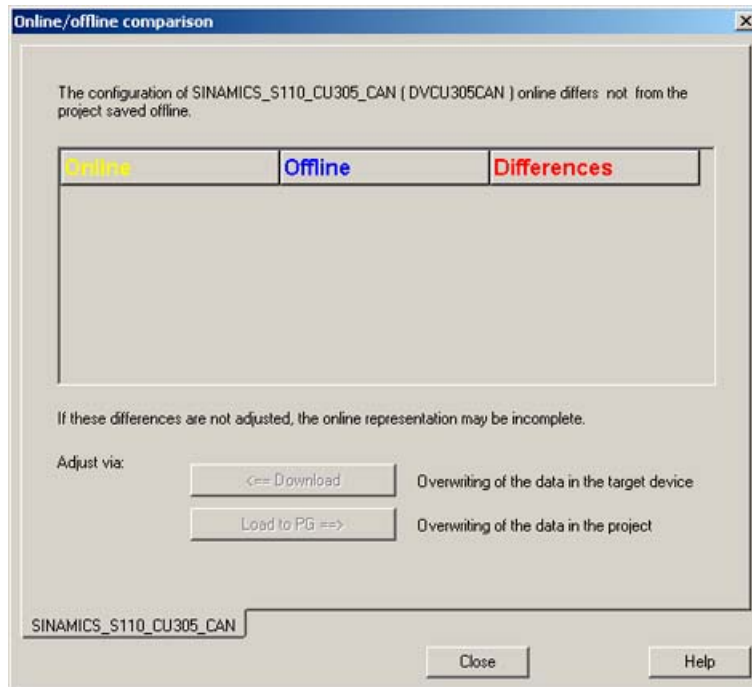 Online/offline comparison
The configuration of SINAMICS_S110_CU305_CAN ( DVCU305CAN ) online differs not from the
project saved offline.
Online Offline Differences
If these differences are not adjusted, the online representation may be incomplete.
Adjust via:
<== Download Overwriting of the data in the target device
Load to PG ==> Overwriting of the data in the project
SINAMICS_S110_CU305_CAN
Close Help